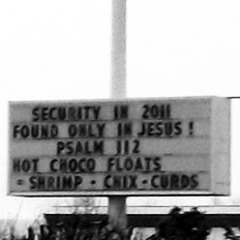 SECURITY IN 2011
FOUND ONLY IN JESUS!
PSALM 112
HOT CHOCO FLOATS
- SHRIMP - CHIX - CURDS